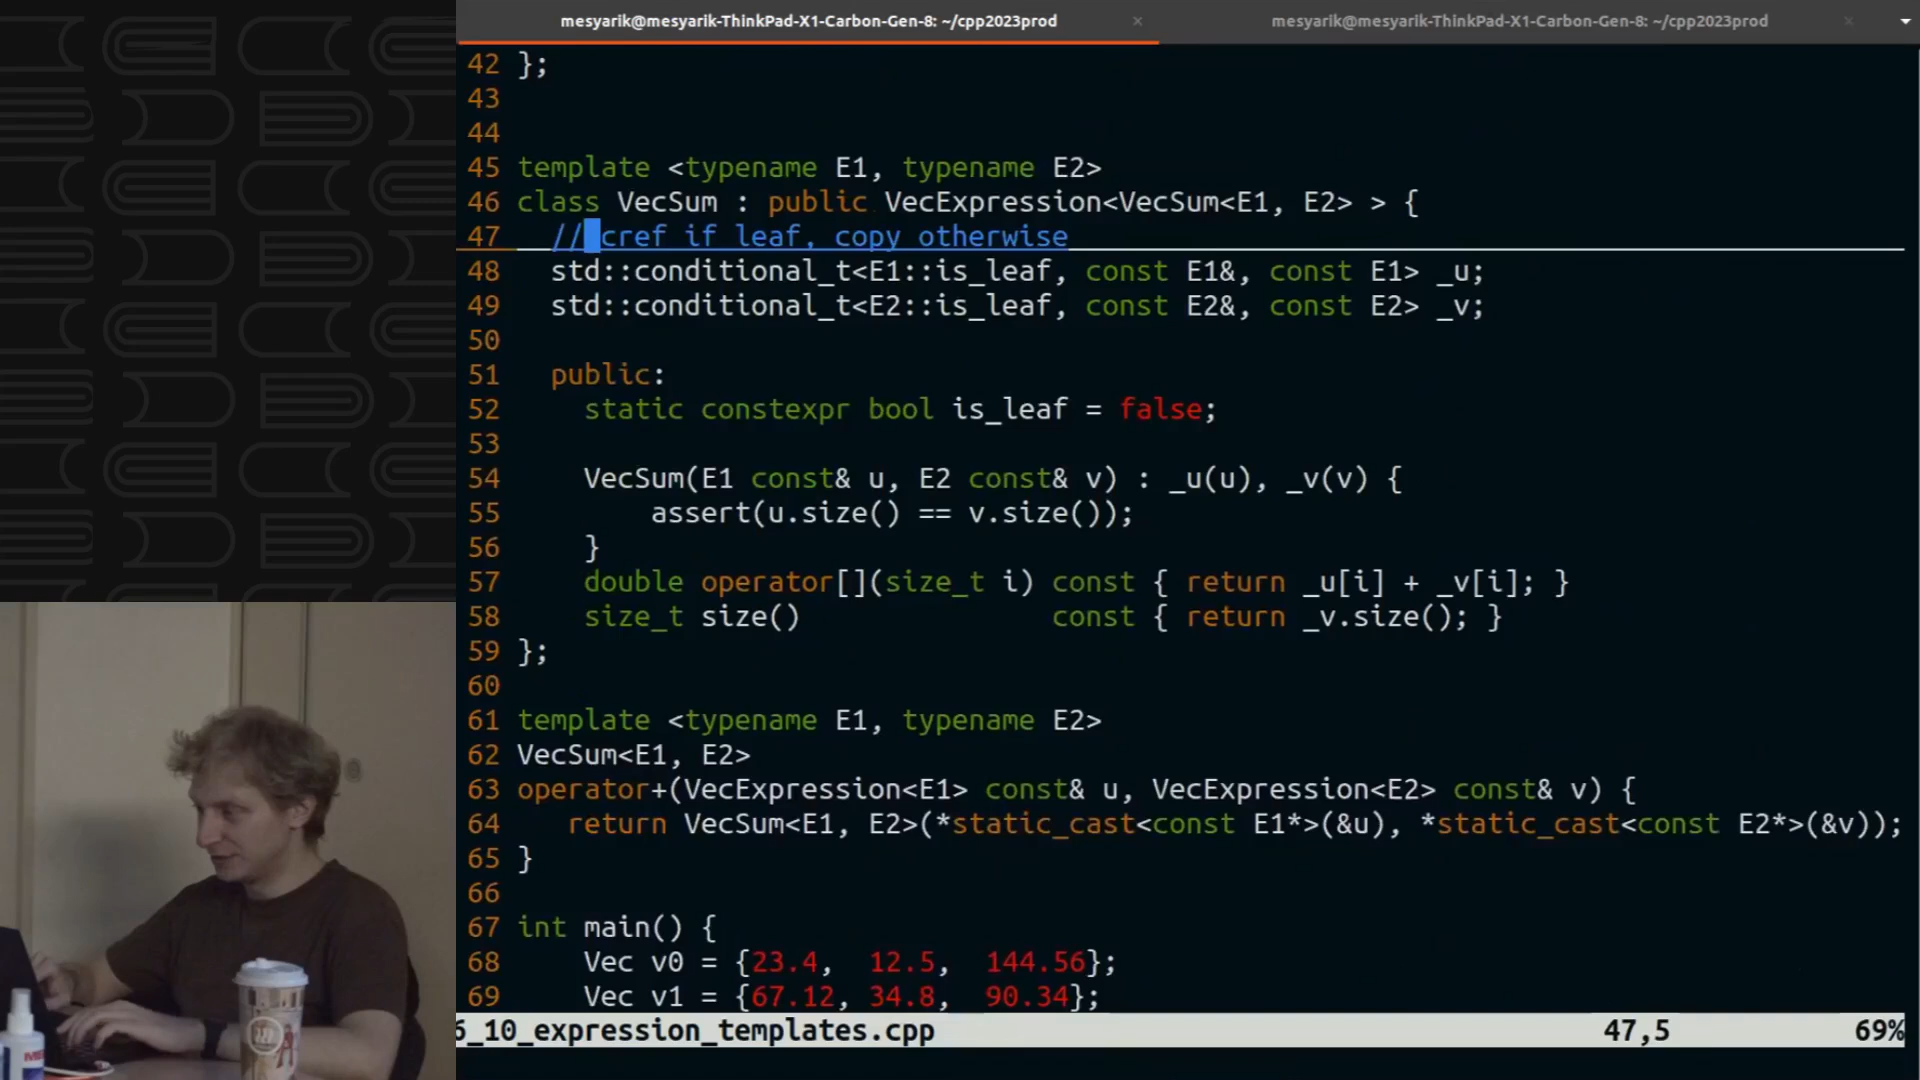 mesyarik@mesyarik-ThinkPad-X1-Carbon-Gen-8: ~/cpp2023prod × mesyarik@mesyarik-ThinkPad-X1-Carbon-Gen-8: ~/cpp2023prod ×
42 };
43
44
45 template <typename E1, typename E2>
46 class VecSum : public VecExpression<VecSum<E1, E2> > {
47   // cref if leaf, copy otherwise
48   std::conditional_t<E1::is_leaf, const E1&, const E1> _u;
49   std::conditional_t<E2::is_leaf, const E2&, const E2> _v;
50
51   public:
52     static constexpr bool is_leaf = false;
53
54     VecSum(E1 const& u, E2 const& v) : _u(u), _v(v) {
55         assert(u.size() == v.size());
56     }
57     double operator[](size_t i) const { return _u[i] + _v[i]; }
58     size_t size()               const { return _v.size(); }
59 };
60
61 template <typename E1, typename E2>
62 VecSum<E1, E2>
63 operator+(VecExpression<E1> const& u, VecExpression<E2> const& v) {
64    return VecSum<E1, E2>(*static_cast<const E1*>(&u), *static_cast<const E2*>(&v));
65 }
66
67 int main() {
68     Vec v0 = {23.4,  12.5,  144.56};
69     Vec v1 = {67.12, 34.8,  90.34};
6_10_expression_templates.cpp 47,5 69%